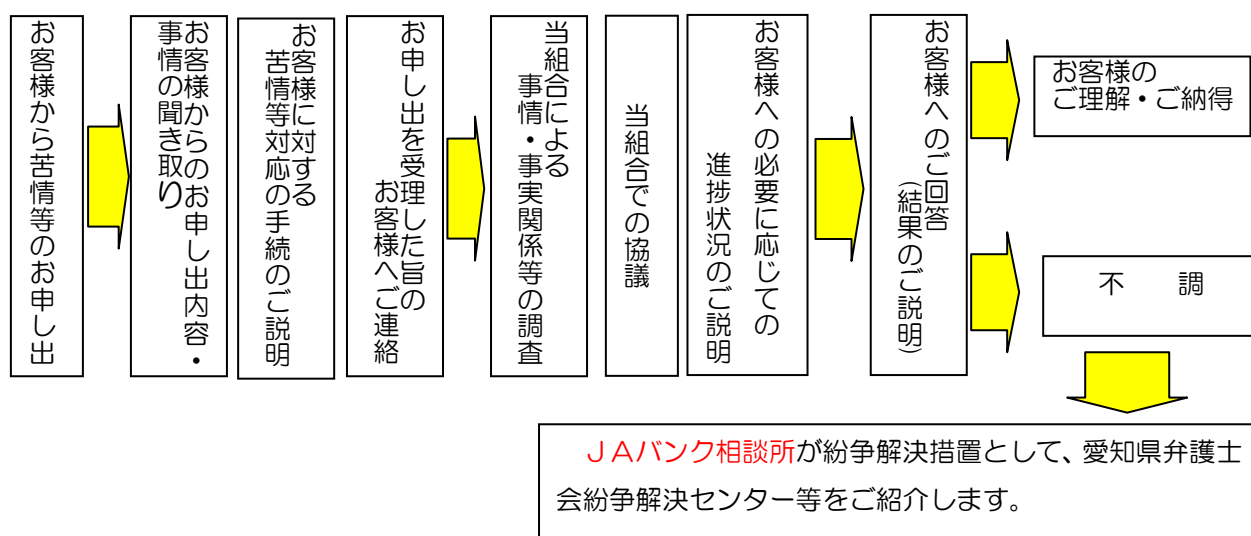 お客様から苦情等のお申し出
お客様からのお申し出内容・
事情の聞き取り
お客様に対する
苦情等対応の手続のご説明
お申し出を受理した旨の
お客様へご連絡
当組合による
事情・事実関係等の調査
当組合での協議
お客様への必要に応じての
進捗状況のご説明
お客様へのご回答
(結果のご説明)
お客様の
ご理解・ご納得
不　調
ＪＡバンク相談所が紛争解決措置として、愛知県弁護士
会紛争解決センター等をご紹介します。